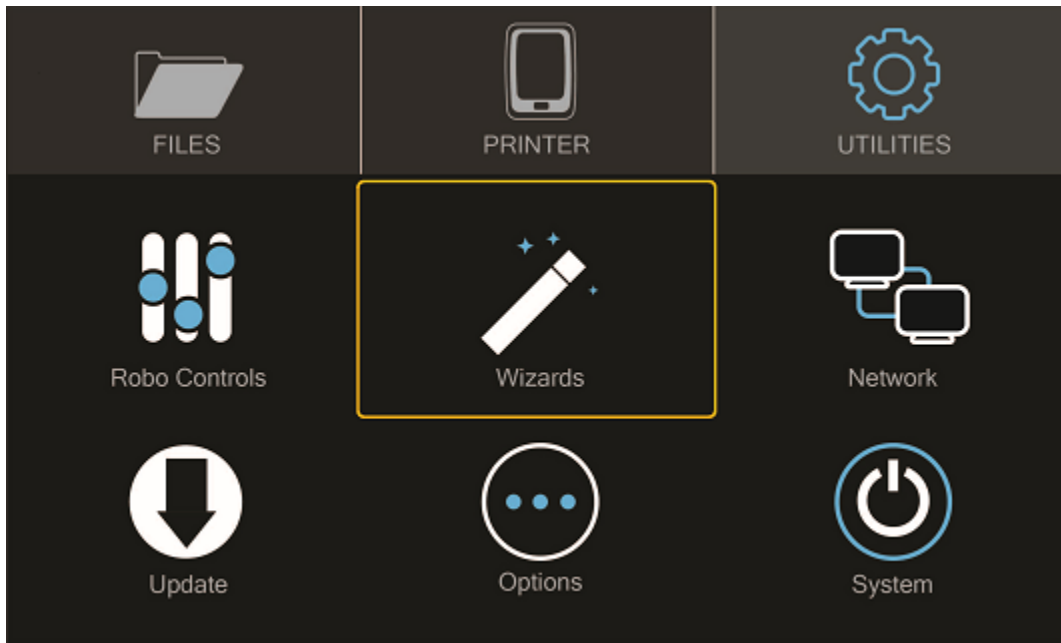 FILES
PRINTER
UTILITIES
Robo Controls
Wizards
Network
Update
Options
System